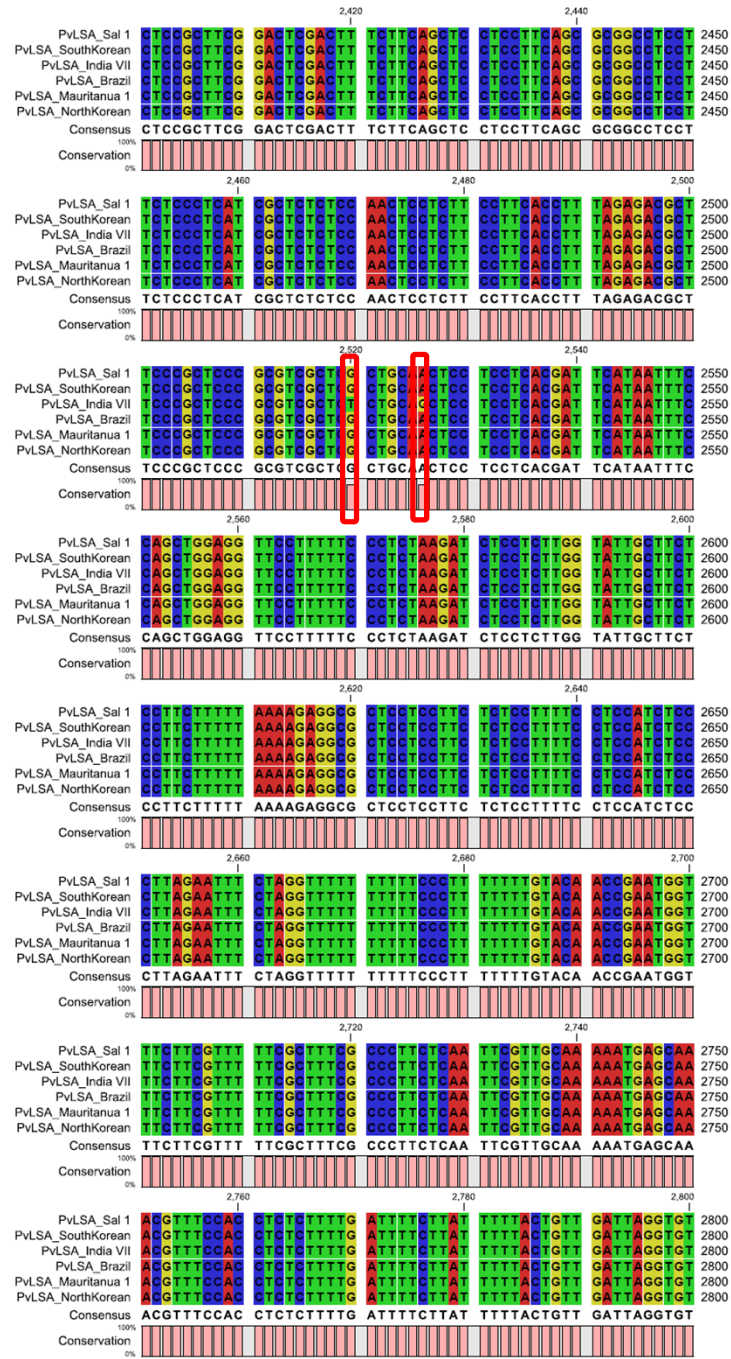 2,420 2,440
PvLSA_Sal 1 CTCCGCTTCG GACTCGACTT TCTTCAGCTC CTCCTTCAGC GCGGCCTCCT 2450
PvLSA_SouthKorean CTCCGCTTCG GACTCGACTT TCTTCAGCTC CTCCTTCAGC GCGGCCTCCT 2450
PvLSA_India VII CTCCGCTTCG GACTCGACTT TCTTCAGCTC CTCCTTCAGC GCGGCCTCCT 2450
PvLSA_Brazil CTCCGCTTCG GACTCGACTT TCTTCAGCTC CTCCTTCAGC GCGGCCTCCT 2450
PvLSA_Mauritanua 1 CTCCGCTTCG GACTCGACTT TCTTCAGCTC CTCCTTCAGC GCGGCCTCCT 2450
PvLSA_NorthKorean CTCCGCTTCG GACTCGACTT TCTTCAGCTC CTCCTTCAGC GCGGCCTCCT 2450
Consensus CTCCGCTTCG GACTCGACTT TCTTCAGCTC CTCCTTCAGC GCGGCCTCCT
100%
Conservation
0%
2,460 2,480 2,500
PvLSA_Sal 1 TCTCCCTCAT CGCTCTCTCC AACTCCTCTT CCTTCACCTT TAGAGACGCT 2500
PvLSA_SouthKorean TCTCCCTCAT CGCTCTCTCC AACTCCTCTT CCTTCACCTT TAGAGACGCT 2500
PvLSA_India VII TCTCCCTCAT CGCTCTCTCC AACTCCTCTT CCTTCACCTT TAGAGACGCT 2500
PvLSA_Brazil TCTCCCTCAT CGCTCTCTCC AACTCCTCTT CCTTCACCTT TAGAGACGCT 2500
PvLSA_Mauritanua 1 TCTCCCTCAT CGCTCTCTCC AACTCCTCTT CCTTCACCTT TAGAGACGCT 2500
PvLSA_NorthKorean TCTCCCTCAT CGCTCTCTCC AACTCCTCTT CCTTCACCTT TAGAGACGCT 2500
Consensus TCTCCCTCAT CGCTCTCTCC AACTCCTCTT CCTTCACCTT TAGAGACGCT
100%
Conservation
0%
2,520 2,540
PvLSA_Sal 1 TCCCGCTCCC GCGTCGCTCG CTGCAACTCC TCCTCACGAT TCATAATTTC 2550
PvLSA_SouthKorean TCCCGCTCCC GCGTCGCTCG CTGCAACTCC TCCTCACGAT TCATAATTTC 2550
PvLSA_India VII TCCCGCTCCC GCGTCGCTCT CTGCAGCTCC TCCTCACGAT TCATAATTTC 2550
PvLSA_Brazil TCCCGCTCCC GCGTCGCTCG CTGCAACTCC TCCTCACGAT TCATAATTTC 2550
PvLSA_Mauritanua 1 TCCCGCTCCC GCGTCGCTCG CTGCAACTCC TCCTCACGAT TCATAATTTC 2550
PvLSA_NorthKorean TCCCGCTCCC GCGTCGCTCG CTGCAACTCC TCCTCACGAT TCATAATTTC 2550
Consensus TCCCGCTCCC GCGTCGCTCG CTGCAACTCC TCCTCACGAT TCATAATTTC
100%
Conservation
0%
2,560 2,580 2,600
PvLSA_Sal 1 CAGCTGGAGG TTCCTTTTTC CCTCTAAGAT CTCCTCTTGG TATTGCTTCT 2600
PvLSA_SouthKorean CAGCTGGAGG TTCCTTTTTC CCTCTAAGAT CTCCTCTTGG TATTGCTTCT 2600
PvLSA_India VII CAGCTGGAGG TTCCTTTTTC CCTCTAAGAT CTCCTCTTGG TATTGCTTCT 2600
PvLSA_Brazil CAGCTGGAGG TTCCTTTTTC CCTCTAAGAT CTCCTCTTGG TATTGCTTCT 2600
PvLSA_Mauritanua 1 CAGCTGGAGG TTCCTTTTTC CCTCTAAGAT CTCCTCTTGG TATTGCTTCT 2600
PvLSA_NorthKorean CAGCTGGAGG TTCCTTTTTC CCTCTAAGAT CTCCTCTTGG TATTGCTTCT 2600
Consensus CAGCTGGAGG TTCCTTTTTC CCTCTAAGAT CTCCTCTTGG TATTGCTTCT
100%
Conservation
0%
2,620 2,640
PvLSA_Sal 1 CCTTCTTTTT AAAAGAGGCG CTCCTCCTTC TCTCCTTTTC CTCCATCTCC 2650
PvLSA_SouthKorean CCTTCTTTTT AAAAGAGGCG CTCCTCCTTC TCTCCTTTTC CTCCATCTCC 2650
PvLSA_India VII CCTTCTTTTT AAAAGAGGCG CTCCTCCTTC TCTCCTTTTC CTCCATCTCC 2650
PvLSA_Brazil CCTTCTTTTT AAAAGAGGCG CTCCTCCTTC TCTCCTTTTC CTCCATCTCC 2650
PvLSA_Mauritanua 1 CCTTCTTTTT AAAAGAGGCG CTCCTCCTTC TCTCCTTTTC CTCCATCTCC 2650
PvLSA_NorthKorean CCTTCTTTTT AAAAGAGGCG CTCCTCCTTC TCTCCTTTTC CTCCATCTCC 2650
Consensus CCTTCTTTTT AAAAGAGGCG CTCCTCCTTC TCTCCTTTTC CTCCATCTCC
100%
Conservation
0%
2,660 2,680 2,700
PvLSA_Sal 1 CTTAGAATTT CTAGGTTTTT TTTTTCCCTT TTTTTGTACA ACCGAATGGT 2700
PvLSA_SouthKorean CTTAGAATTT CTAGGTTTTT TTTTTCCCTT TTTTTGTACA ACCGAATGGT 2700
PvLSA_India VII CTTAGAATTT CTAGGTTTTT TTTTTCCCTT TTTTTGTACA ACCGAATGGT 2700
PvLSA_Brazil CTTAGAATTT CTAGGTTTTT TTTTTCCCTT TTTTTGTACA ACCGAATGGT 2700
PvLSA_Mauritanua 1 CTTAGAATTT CTAGGTTTTT TTTTTCCCTT TTTTTGTACA ACCGAATGGT 2700
PvLSA_NorthKorean CTTAGAATTT CTAGGTTTTT TTTTTCCCTT TTTTTGTACA ACCGAATGGT 2700
Consensus CTTAGAATTT CTAGGTTTTT TTTTTCCCTT TTTTTGTACA ACCGAATGGT
100%
Conservation
0%
2,720 2,740
PvLSA_Sal 1 TTCTTCGTTT TTCGCTTTCG CCCTTCTCAA TTCGTTGCAA AAATGAGCAA 2750
PvLSA_SouthKorean TTCTTCGTTT TTCGCTTTCG CCCTTCTCAA TTCGTTGCAA AAATGAGCAA 2750
PvLSA_India VII TTCTTCGTTT TTCGCTTTCG CCCTTCTCAA TTCGTTGCAA AAATGAGCAA 2750
PvLSA_Brazil TTCTTCGTTT TTCGCTTTCG CCCTTCTCAA TTCGTTGCAA AAATGAGCAA 2750
PvLSA_Mauritanua 1 TTCTTCGTTT TTCGCTTTCG CCCTTCTCAA TTCGTTGCAA AAATGAGCAA 2750
PvLSA_NorthKorean TTCTTCGTTT TTCGCTTTCG CCCTTCTCAA TTCGTTGCAA AAATGAGCAA 2750
Consensus TTCTTCGTTT TTCGCTTTCG CCCTTCTCAA TTCGTTGCAA AAATGAGCAA
100%
Conservation
0%
2,760 2,780 2,800
PvLSA_Sal 1 ACGTTTCCAC CTCTCTTTTG ATTTTCTTAT TTTTACTGTT GATTAGGTGT 2800
PvLSA_SouthKorean ACGTTTCCAC CTCTCTTTTG ATTTTCTTAT TTTTACTGTT GATTAGGTGT 2800
PvLSA_India VII ACGTTTCCAC CTCTCTTTTG ATTTTCTTAT TTTTACTGTT GATTAGGTGT 2800
PvLSA_Brazil ACGTTTCCAC CTCTCTTTTG ATTTTCTTAT TTTTACTGTT GATTAGGTGT 2800
PvLSA_Mauritanua 1 ACGTTTCCAC CTCTCTTTTG ATTTTCTTAT TTTTACTGTT GATTAGGTGT 2800
PvLSA_NorthKorean ACGTTTCCAC CTCTCTTTTG ATTTTCTTAT TTTTACTGTT GATTAGGTGT 2800
Consensus ACGTTTCCAC CTCTCTTTTG ATTTTCTTAT TTTTACTGTT GATTAGGTGT
100%
Conservation
0%